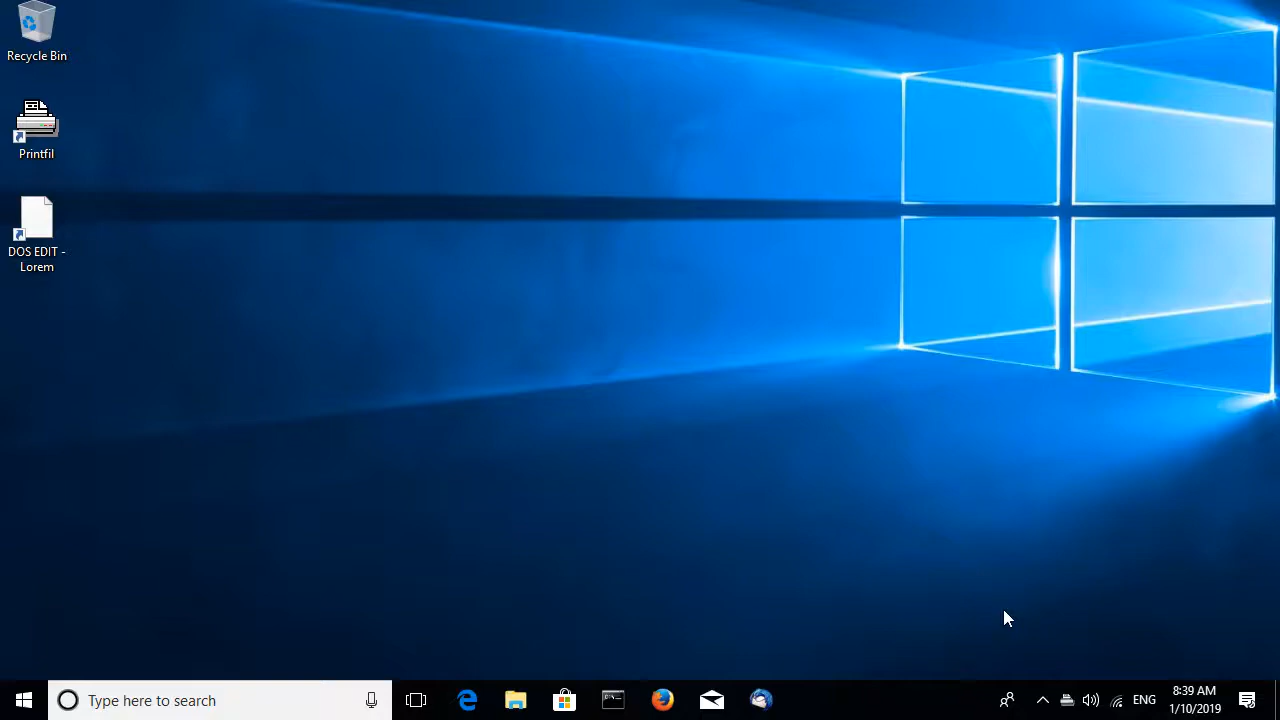 Recycle Bin
Printfil
DOS EDIT -
Lorem
Type here to search
ENG
8:39 AM
1/10/2019